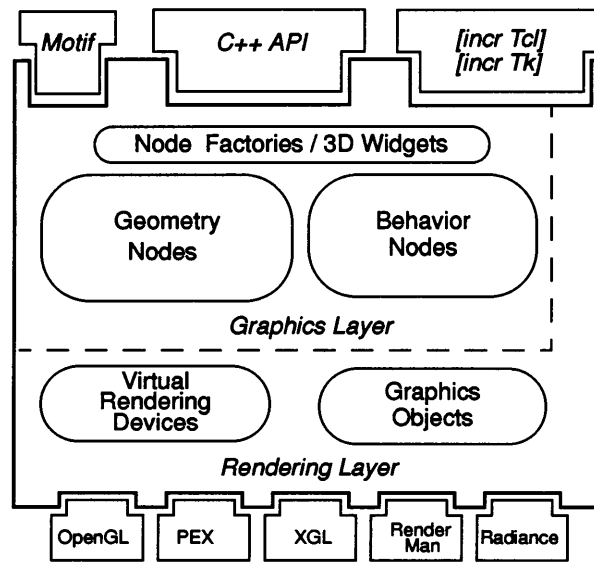 Motif
C++ API
[incr Tcl]
[incr Tk]
Node Factories / 3D Widgets
Geometry
Nodes
Behavior
Nodes
Graphics Layer
Virtual
Rendering
Devices
Graphics
Objects
Rendering Layer
OpenGL
PEX
XGL
Render
Man
Radiance